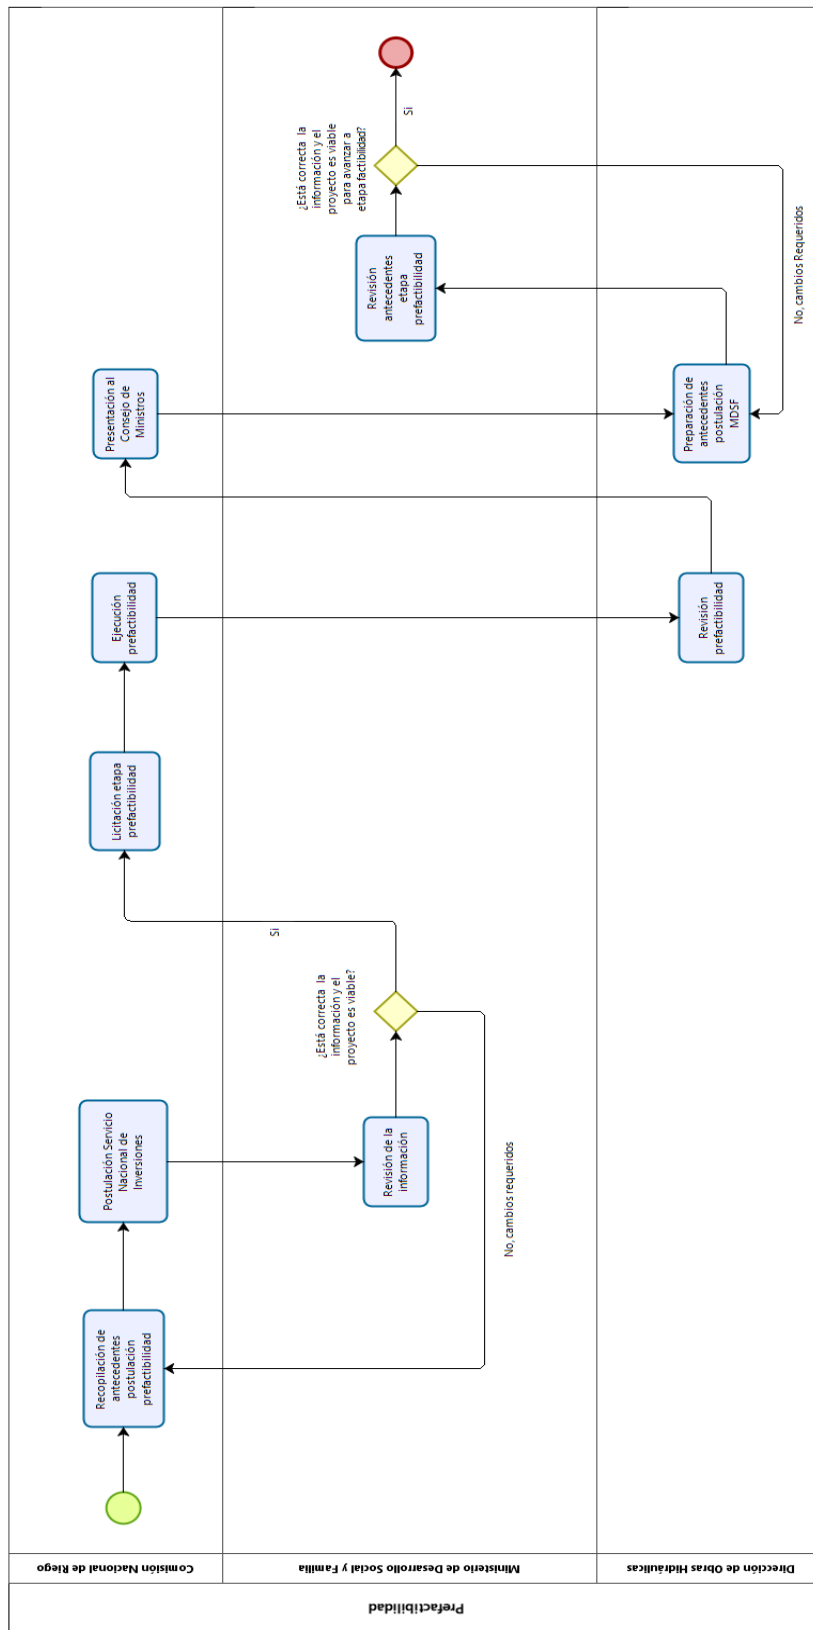 Prefactibilidad
Comisión Nacional de Riego
Ministerio de Desarrollo Social y Familia
Dirección de Obras Hidráulicas
Recopilación de
antecedentes
postulación
prefactibilidad
Postulación Servicio
Nacional de
Inversiones
Revisión de la
información
¿Está correcta la
información y el
proyecto es viable?
No, cambios requeridos
Si
Licitación etapa
prefactibilidad
Ejecución
prefactibilidad
Revisión
prefactibilidad
Presentación al
Consejo de
Ministros
Preparación de
antecedentes
postulación
MDSF
Revisión
antecedentes
etapa
prefactibilidad
¿Está correcta la
información y el
proyecto es viable
para avanzar a
etapa factibilidad?
No, cambios Requeridos
Si